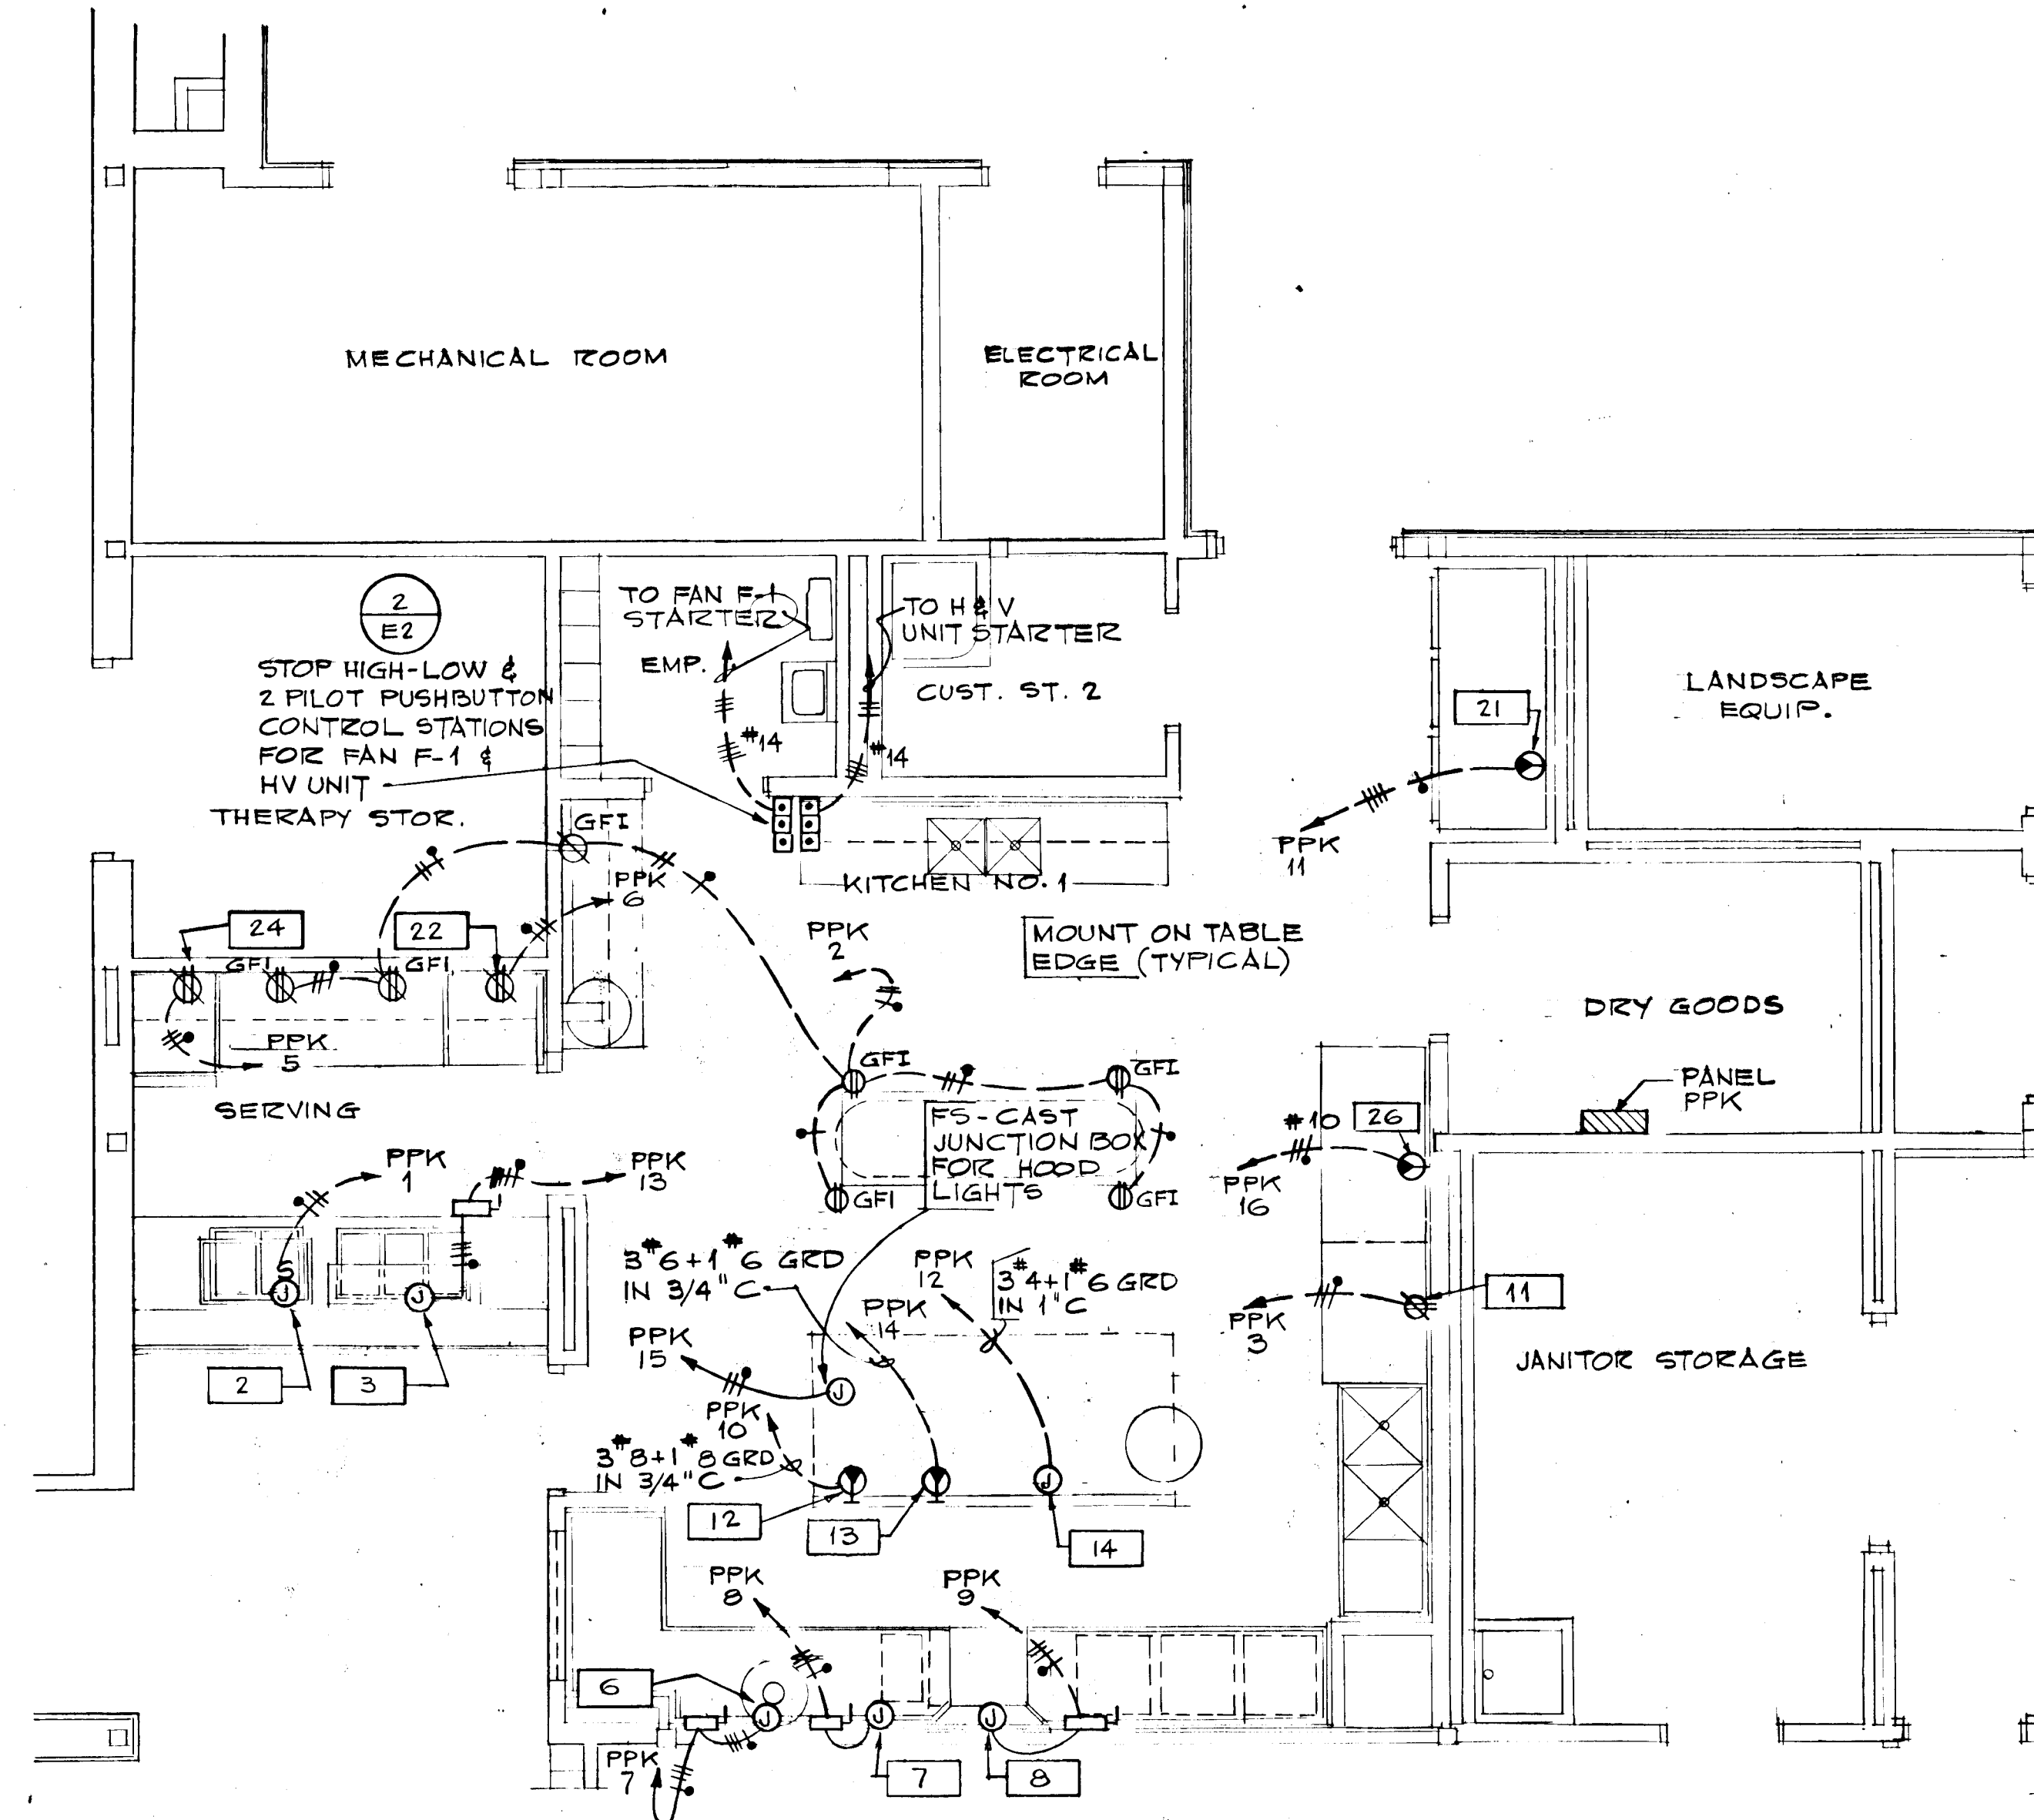 MECHANICAL ROOM
ELECTRICAL
ROOM
2
E2
STOP HIGH-LOW &
2 PILOT PUSHBUTTON
CONTROL STATIONS
FOR FAN F-1 &
HV UNIT
THERAPY STOR.
TO FAN F-1
STARTER
EMP.
#14
TO H & V
UNIT STARTER
CUST. ST. 2
#14
21
LANDSCAPE
EQUIP.
PPK
11
GFI
KITCHEN NO. 1
PPK
6
24
22
GFI
GFI
PPK
5
SERVING
PPK
2
MOUNT ON TABLE
EDGE (TYPICAL)
DRY GOODS
PANEL
PPK
GFI
GFI
GFI
GFI
FS-CAST
JUNCTION BOX
FOR HOOD
LIGHTS
#10
26
PPK
16
PPK
1
PPK
13
S
J
J
2
3
3#6+1#6 GRD
IN 3/4"C
PPK
12
3#4+1#6 GRD
IN 1"C
PPK
14
PPK
15
J
PPK
3
11
JANITOR STORAGE
PPK
10
3#8+1#8 GRD
IN 3/4"C
J
12
13
14
PPK
8
PPK
9
6
J
J
J
PPK
7
7
8